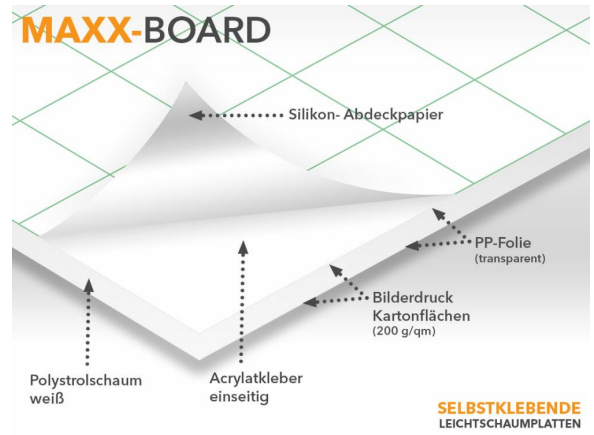 MAXX-BOARD
Silikon- Abdeckpapier
PP-Folie
(transparent)
Bilderdruck
Kartonflächen
(200 g/qm)
Polystrolschaum
weiß
Acrylatkleber
einseitig
SELBSTKLEBENDE
LEICHTSCHAUMPLATTEN